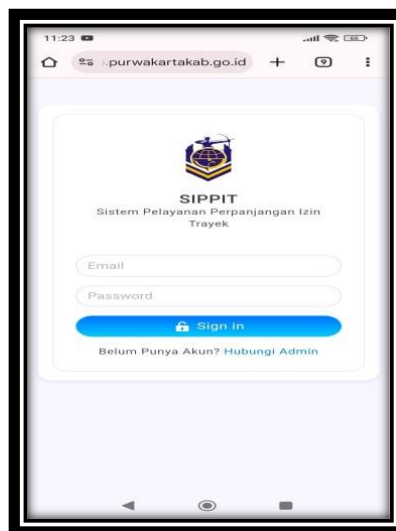 11:23
.purwakartakab.go.id
SIPPIT
Sistem Pelayanan Perpanjangan Izin
Trayek
Email
Password
Sign in
Belum Punya Akun? Hubungi Admin